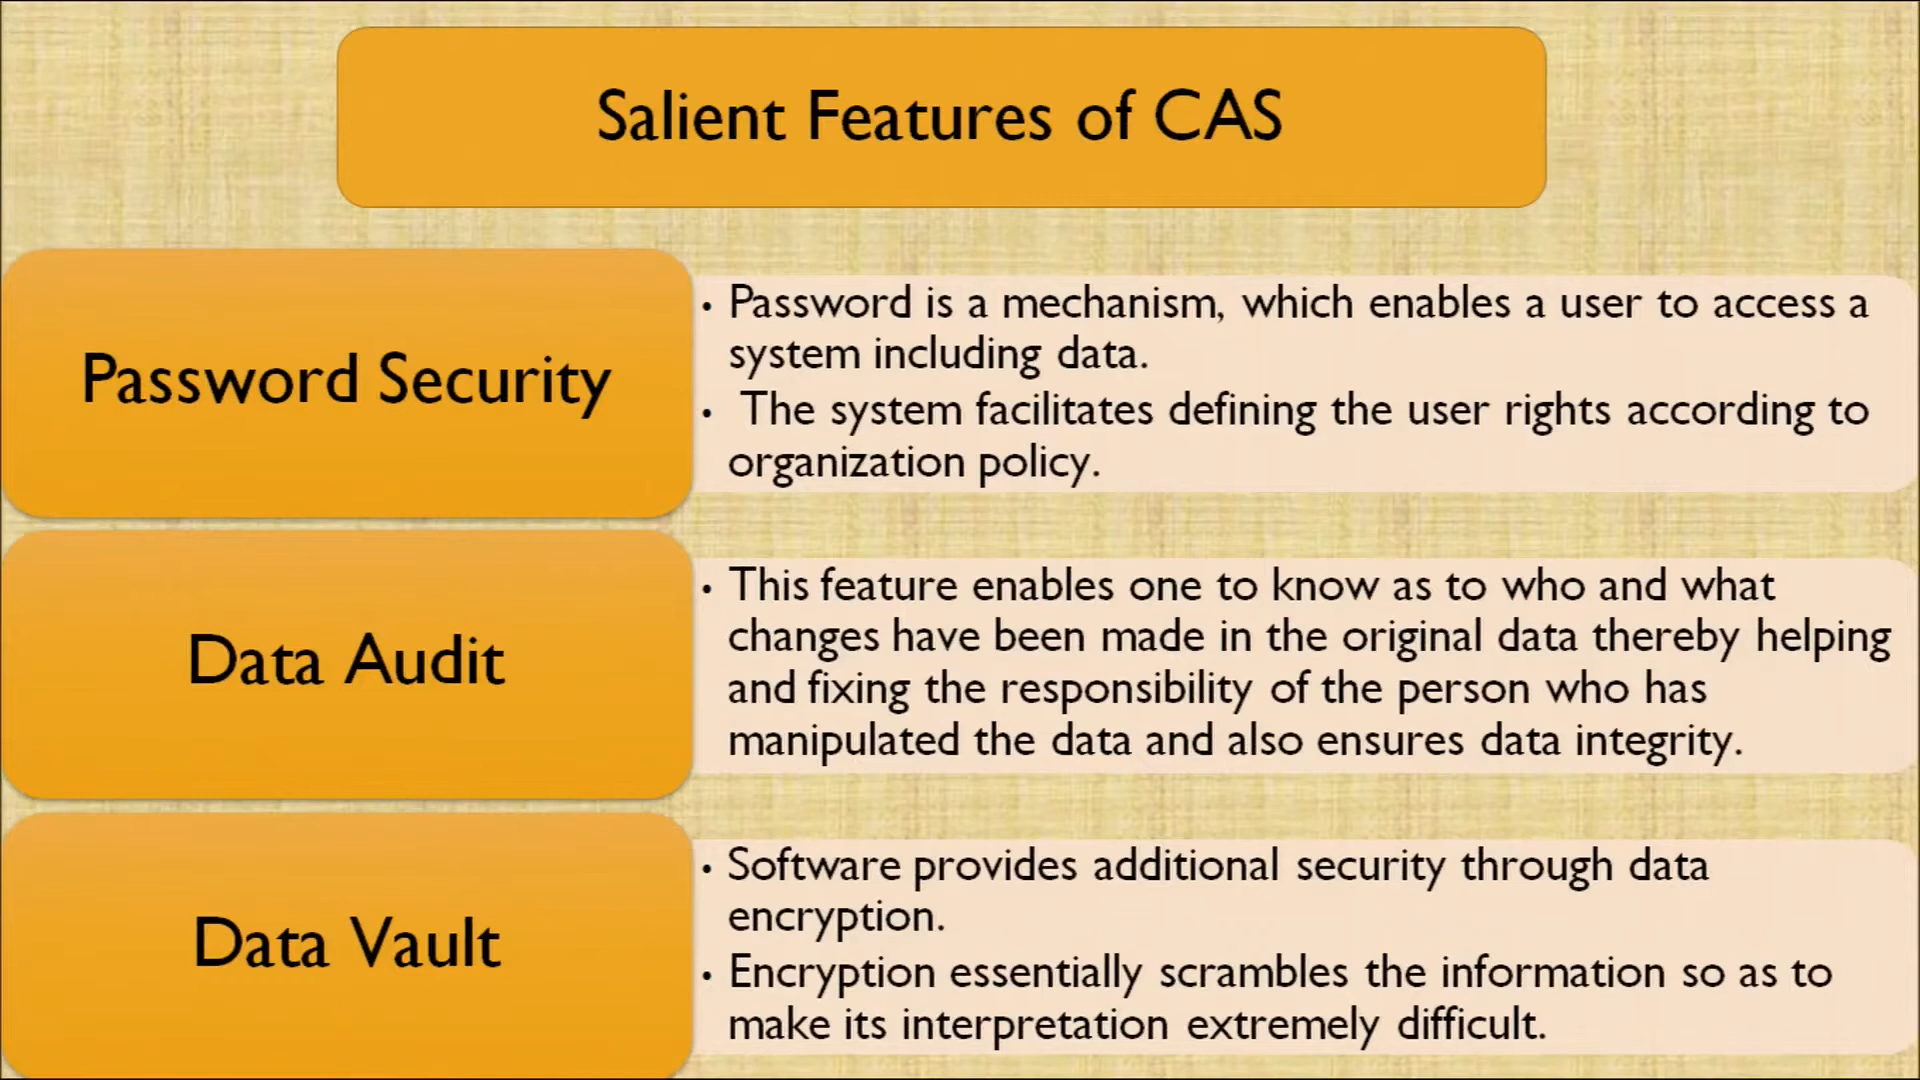 Salient Features of CAS
Password Security
• Password is a mechanism, which enables a user to access a
system including data.
• The system facilitates defining the user rights according to
organization policy.
Data Audit
• This feature enables one to know as to who and what
changes have been made in the original data thereby helping
and fixing the responsibility of the person who has
manipulated the data and also ensures data integrity.
Data Vault
• Software provides additional security through data
encryption.
• Encryption essentially scrambles the information so as to
make its interpretation extremely difficult.